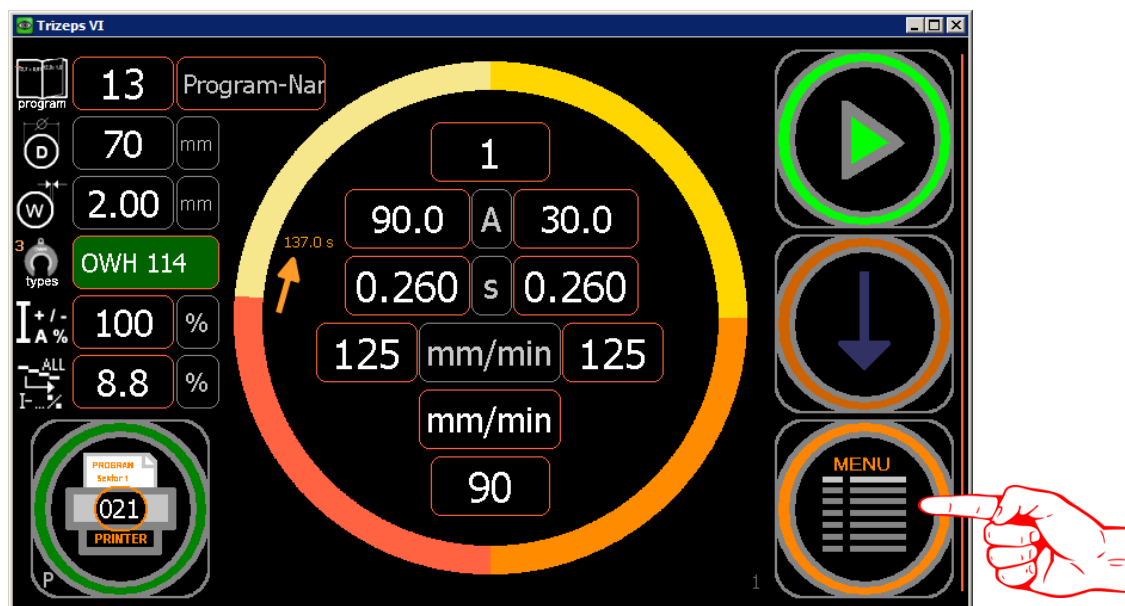 Trizeps VI
program
13
Program-Nar
D
70
mm
W
2.00
mm
3
types
OWH 114
I + / - A %
100
%
ALL
I-...
8.8
%
PROGRAM
Sektor 1
021
PRINTER
P
137.0 s
1
90.0 A 30.0
0.260 s 0.260
125 mm/min 125
mm/min
90
1
MENU